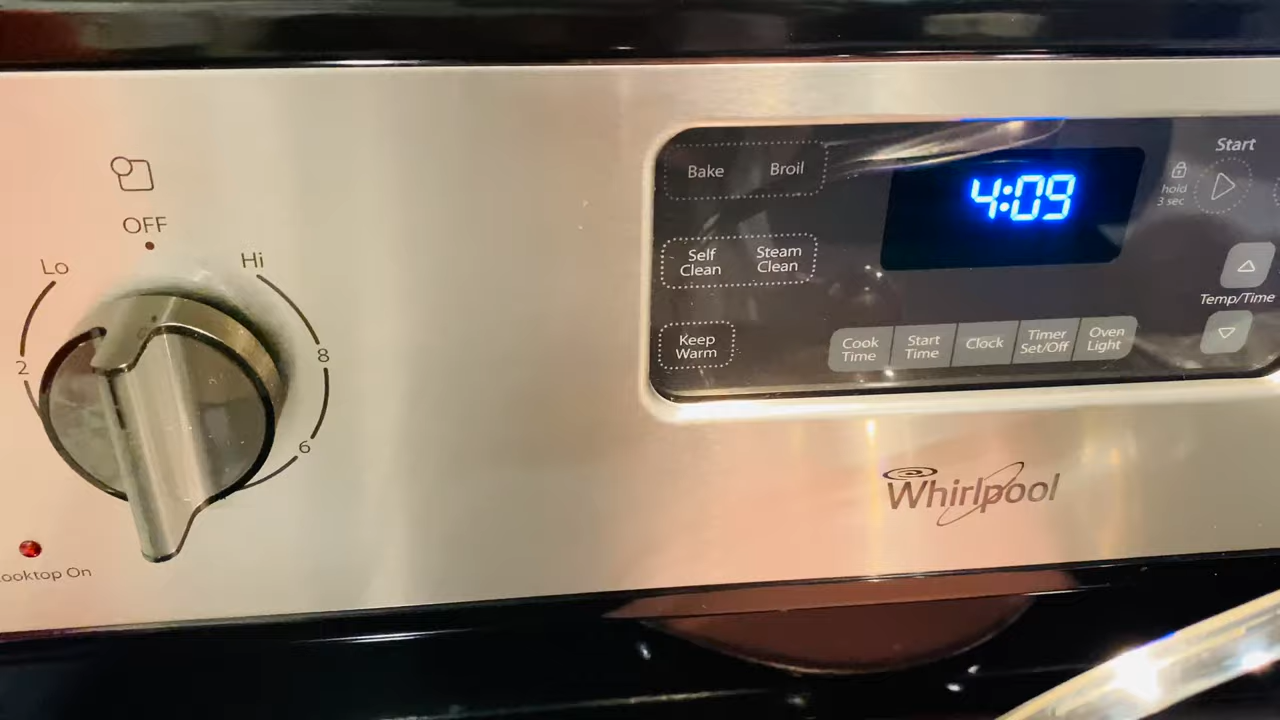 OFF
Lo
Hi
2
8
6
Cooktop On
Bake
Broil
4:09
Start
hold
3 sec
Self
Clean
Steam
Clean
Temp/Time
Keep
Warm
Cook
Time
Start
Time
Clock
Timer
Set/Off
Oven
Light
Whirlpool